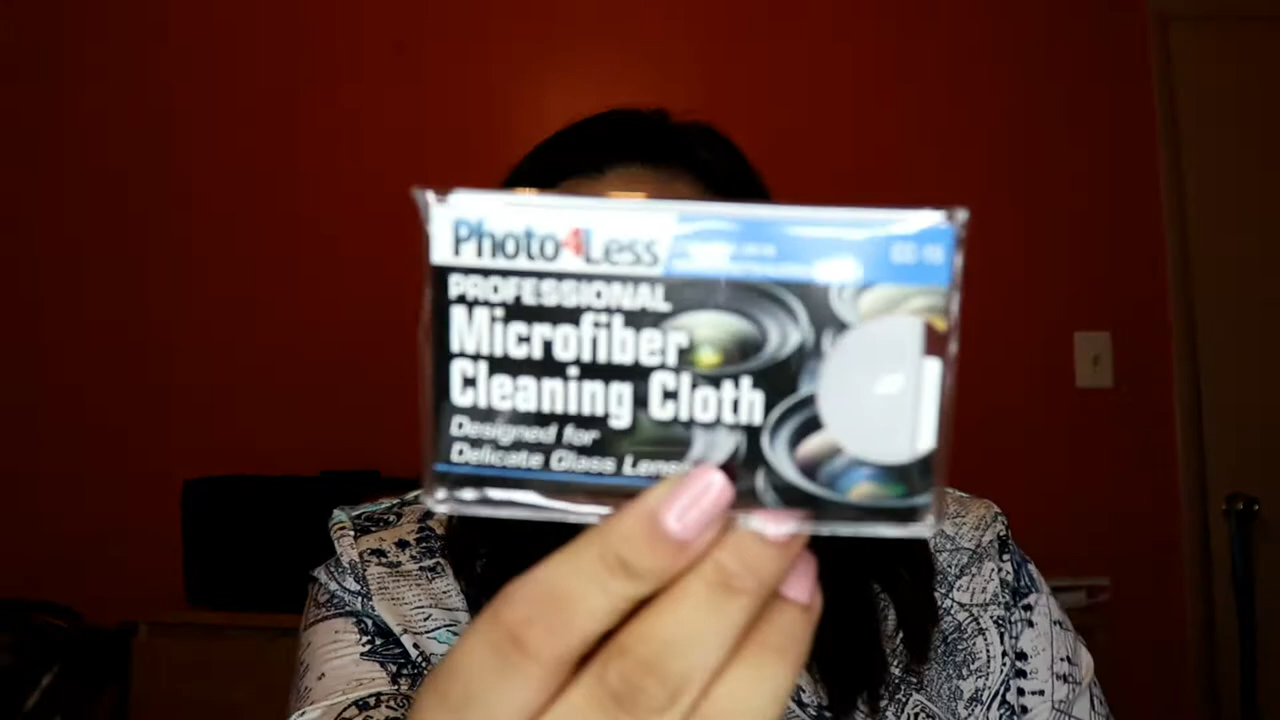 Photo4Less
PROFESSIONAL
Microfiber
Cleaning Cloth
Designed for
Delicate Glass